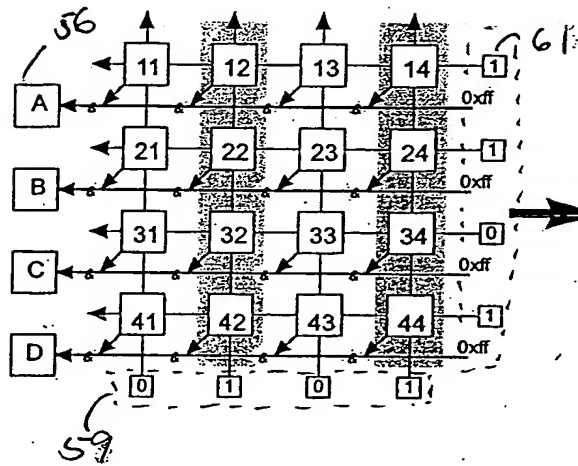 56
11 12 13 14 1 61
A & & & & 0xff
21 22 23 24 1
B & & & & 0xff
31 32 33 34 0
C & & & & 0xff
41 42 43 44 1
D & & & & 0xff
0 1 0 1
59